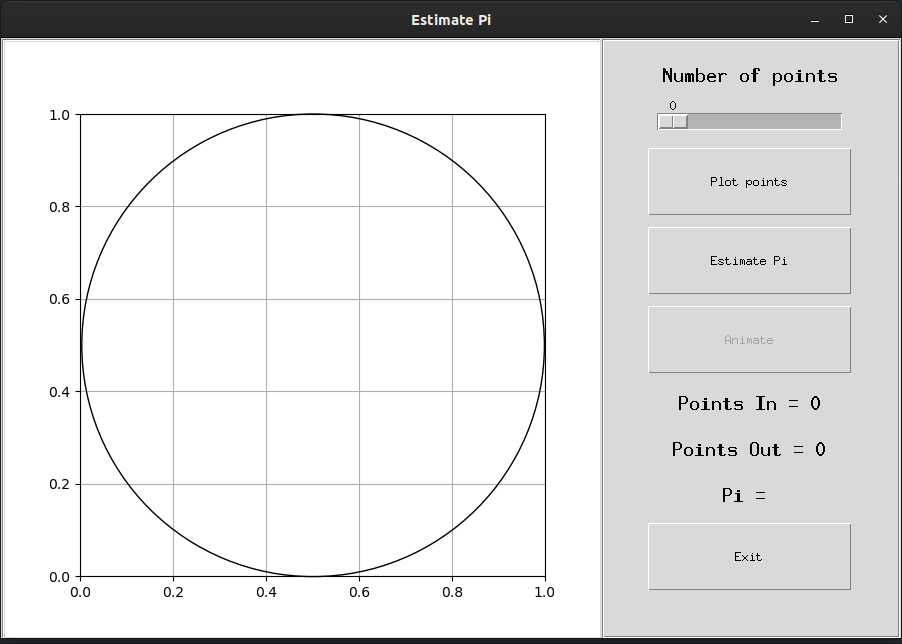 Estimate Pi
Number of points
0
Plot points
Estimate Pi
Animate
Points In = 0
Points Out = 0
Pi =
Exit
1.0
0.8
0.6
0.4
0.2
0.0
0.0 0.2 0.4 0.6 0.8 1.0